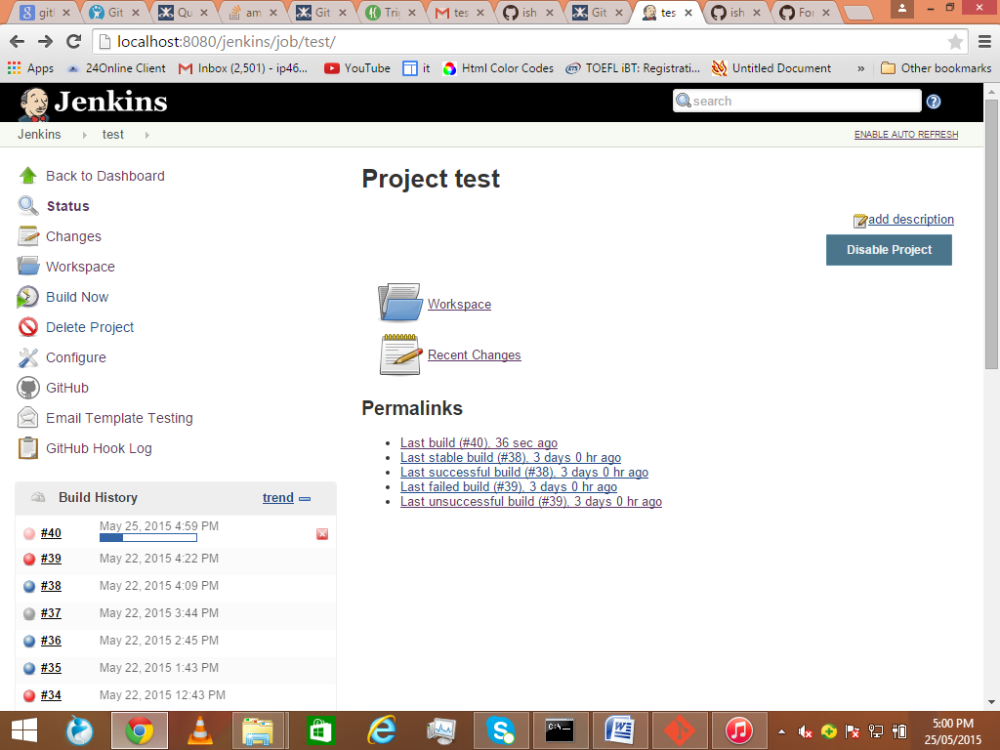 gitl
Git
Qu
am
Git
Trig
tes
ish
Git
tes
ish
For
localhost:8080/jenkins/job/test/
Apps
24Online Client
Inbox (2,501) - ip46...
YouTube
it
Html Color Codes
TOEFL iBT: Registrati...
Untitled Document
»
Other bookmarks
Jenkins
search
Jenkins
test
ENABLE AUTO REFRESH
Back to Dashboard
Status
Changes
Workspace
Build Now
Delete Project
Configure
GitHub
Email Template Testing
GitHub Hook Log
Build History
trend
#40 May 25, 2015 4:59 PM
#39 May 22, 2015 4:22 PM
#38 May 22, 2015 4:09 PM
#37 May 22, 2015 3:44 PM
#36 May 22, 2015 2:45 PM
#35 May 22, 2015 1:43 PM
#34 May 22, 2015 12:43 PM
Project test
add description
Disable Project
Workspace
Recent Changes
Permalinks
Last build (#40), 36 sec ago
Last stable build (#38), 3 days 0 hr ago
Last successful build (#38), 3 days 0 hr ago
Last failed build (#39), 3 days 0 hr ago
Last unsuccessful build (#39), 3 days 0 hr ago
5:00 PM
25/05/2015